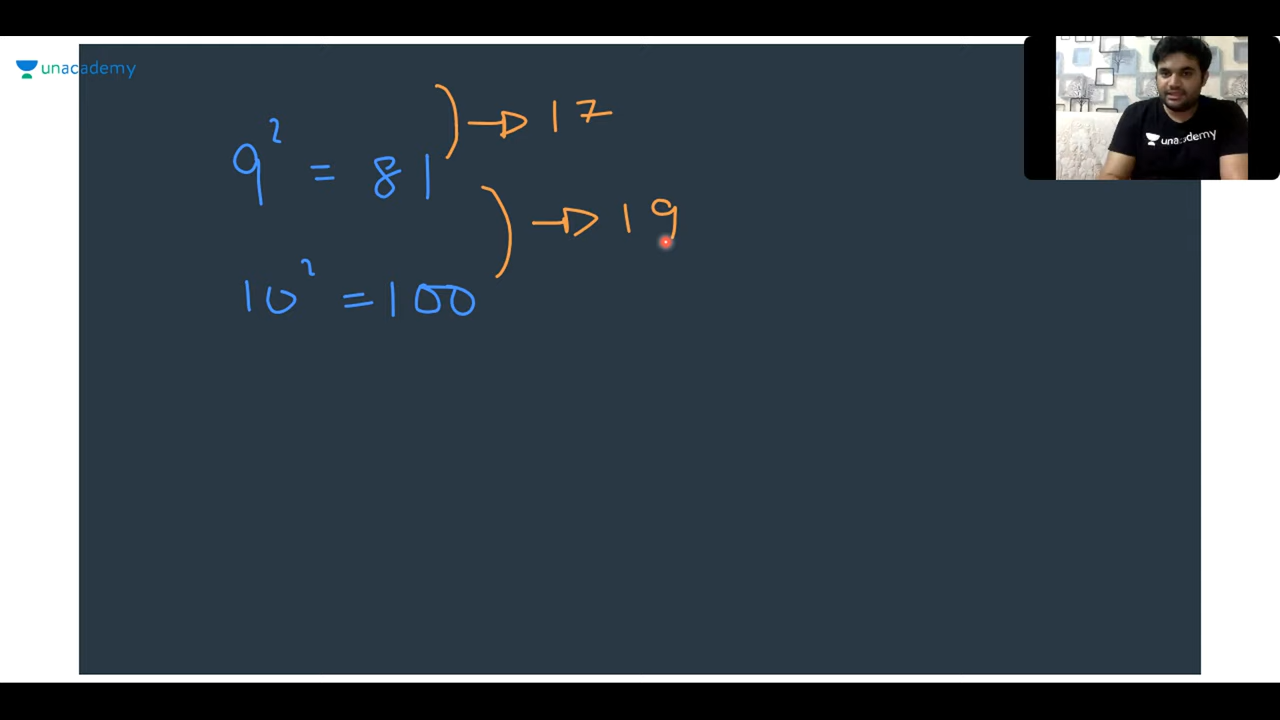 unacademy
) → 17
9² = 81
) → 19
10² = 100
unacademy